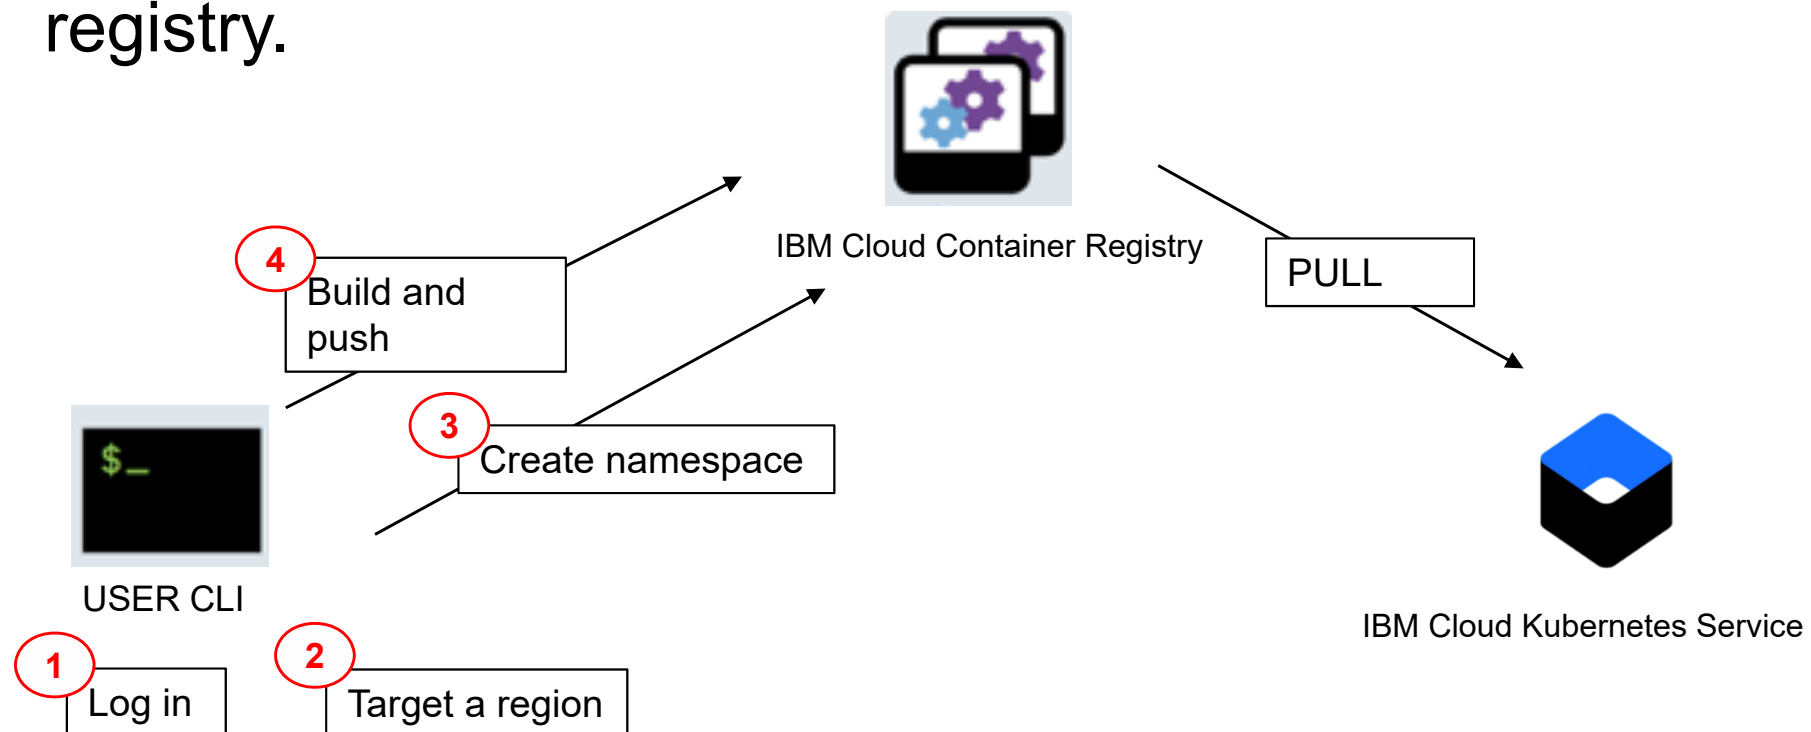 registry.
IBM Cloud Container Registry
4
Build and
push
PULL
3
Create namespace
$_
USER CLI
IBM Cloud Kubernetes Service
1
Log in
2
Target a region